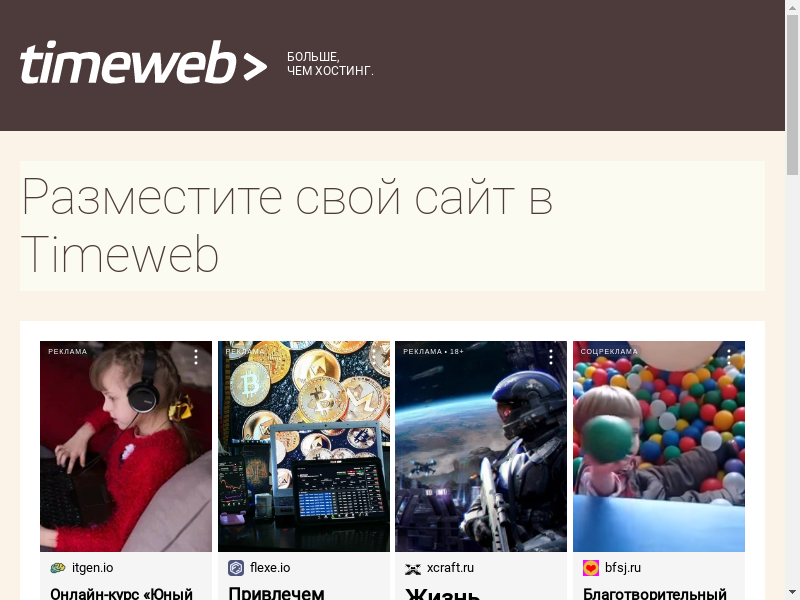 timeweb>
БОЛЬШЕ,
ЧЕМ ХОСТИНГ.
Разместите свой сайт в
Timeweb
РЕКЛАМА
РЕКЛАМА
РЕКЛАМА • 18+
СОЦРЕКЛАМА
itgen.io
flexe.io
xcraft.ru
bfsj.ru
Онлайн-курс «Юный
Привлечем
Жизнь
Благотворительный